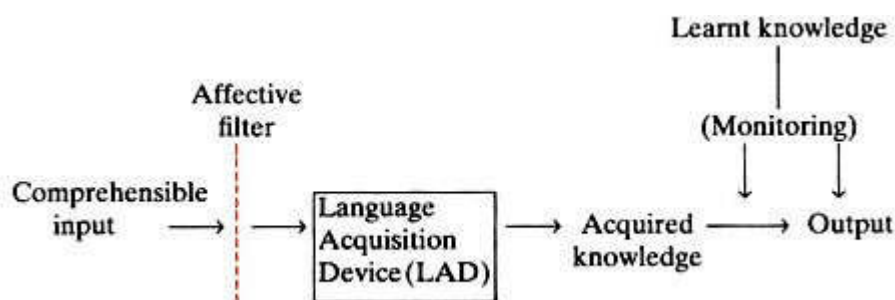 Learnt knowledge
Affective
filter
(Monitoring)
Comprehensible
input
Language
Acquisition
Device (LAD)
Acquired
knowledge
Output